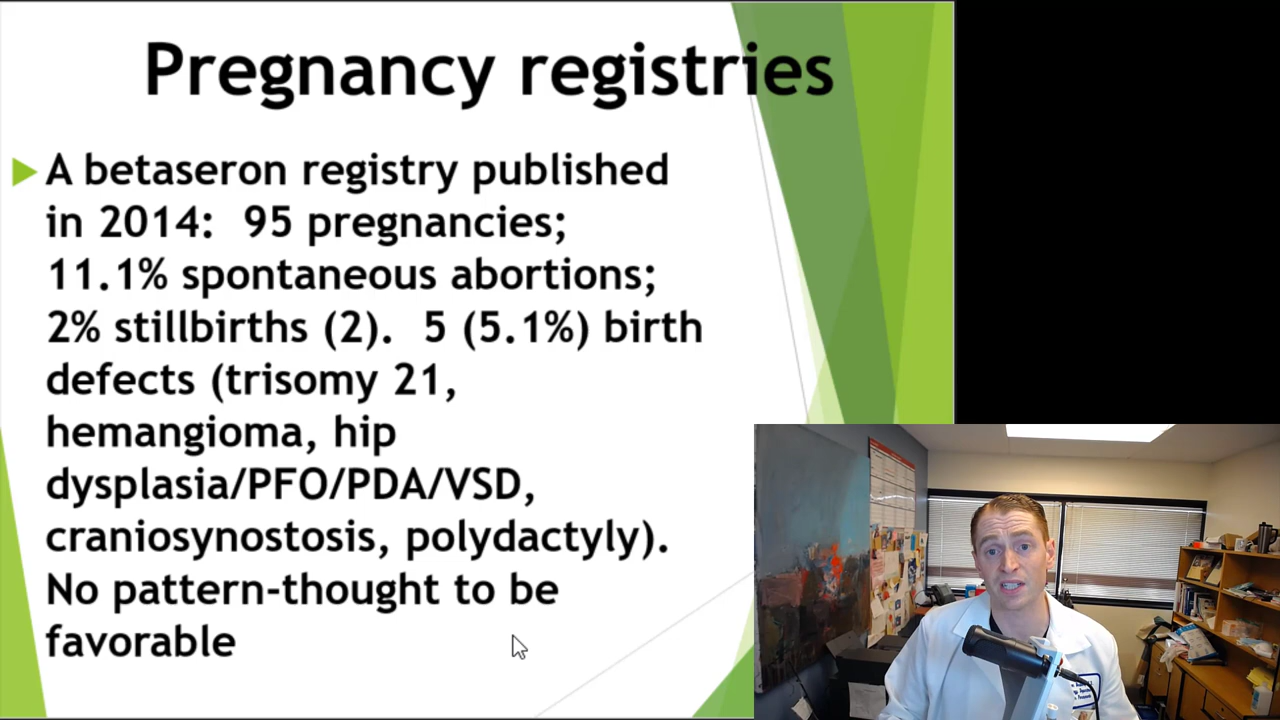 Pregnancy registries
A betaseron registry published
in 2014: 95 pregnancies;
11.1% spontaneous abortions;
2% stillbirths (2). 5 (5.1%) birth
defects (trisomy 21,
hemangioma, hip
dysplasia/PFO/PDA/VSD,
craniosynostosis, polydactyly).
No pattern-thought to be
favorable